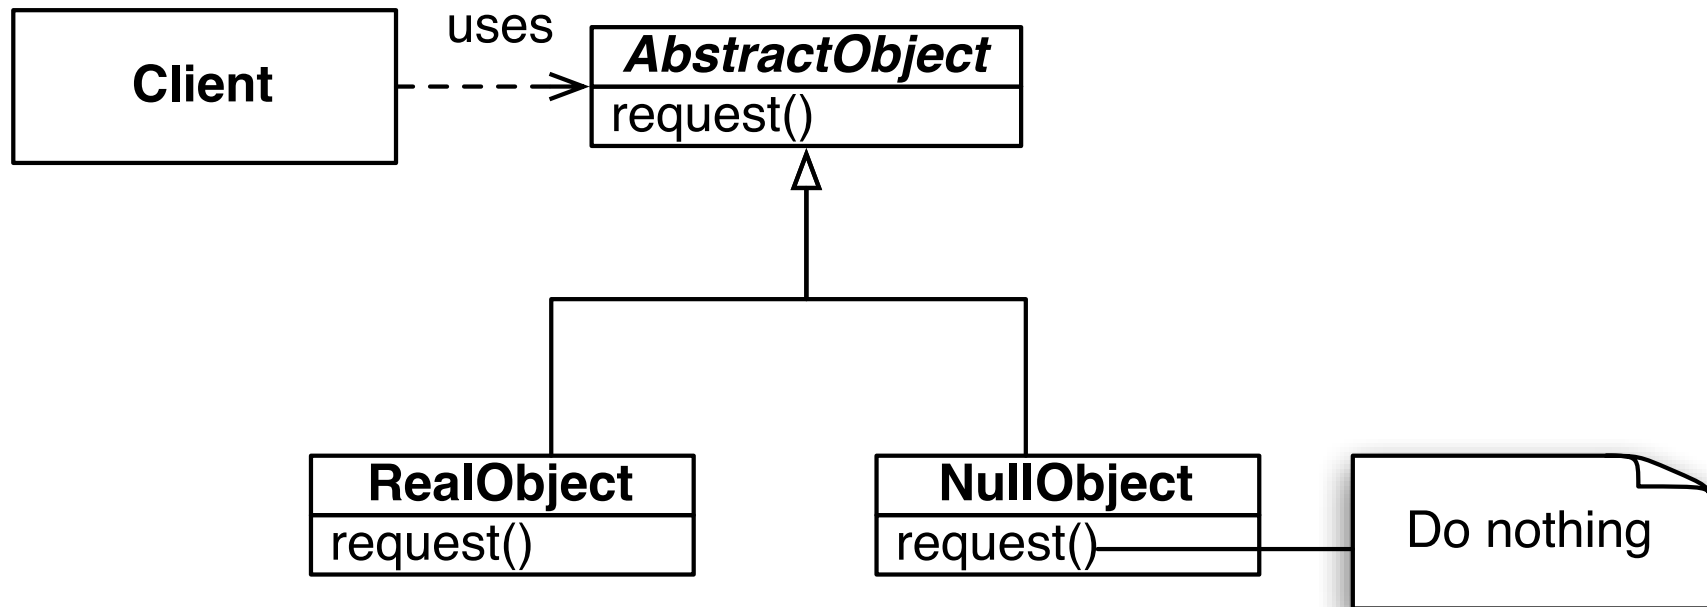 uses
Client
AbstractObject
request()
RealObject
request()
NullObject
request()
Do nothing